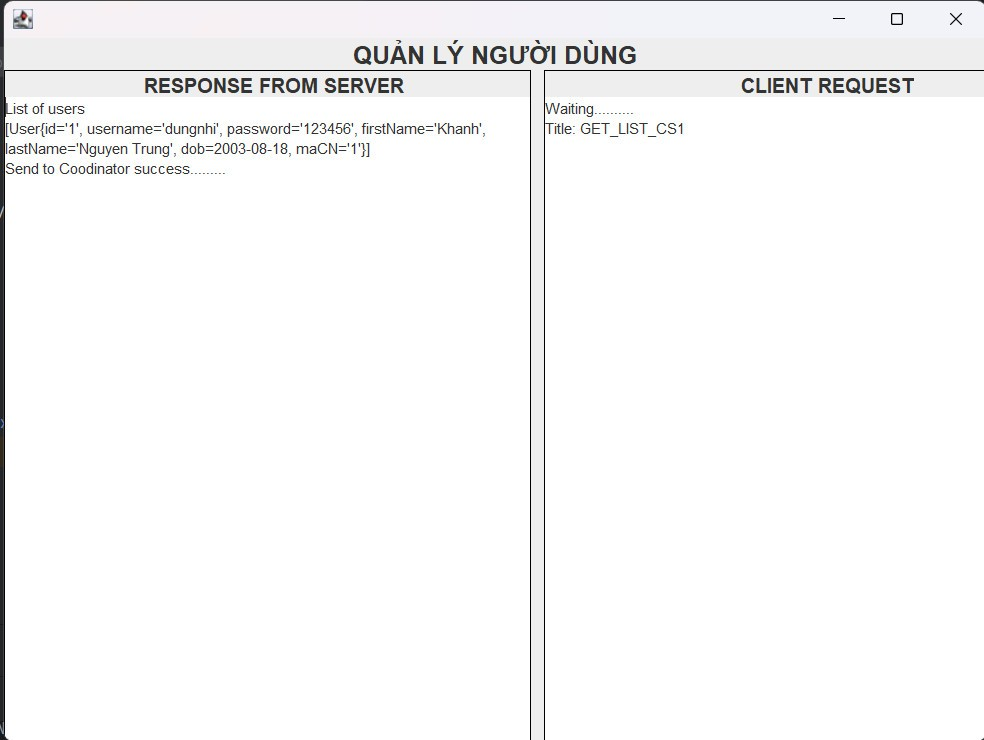 QUẢN LÝ NGƯỜI DÙNG
RESPONSE FROM SERVER
List of users
[User{id='1', username='dungnhi', password='123456', firstName='Khanh',
lastName='Nguyen Trung', dob=2003-08-18, maCN='1'}]
Send to Coodinator success.........
CLIENT REQUEST
Waiting..........
Title: GET_LIST_CS1